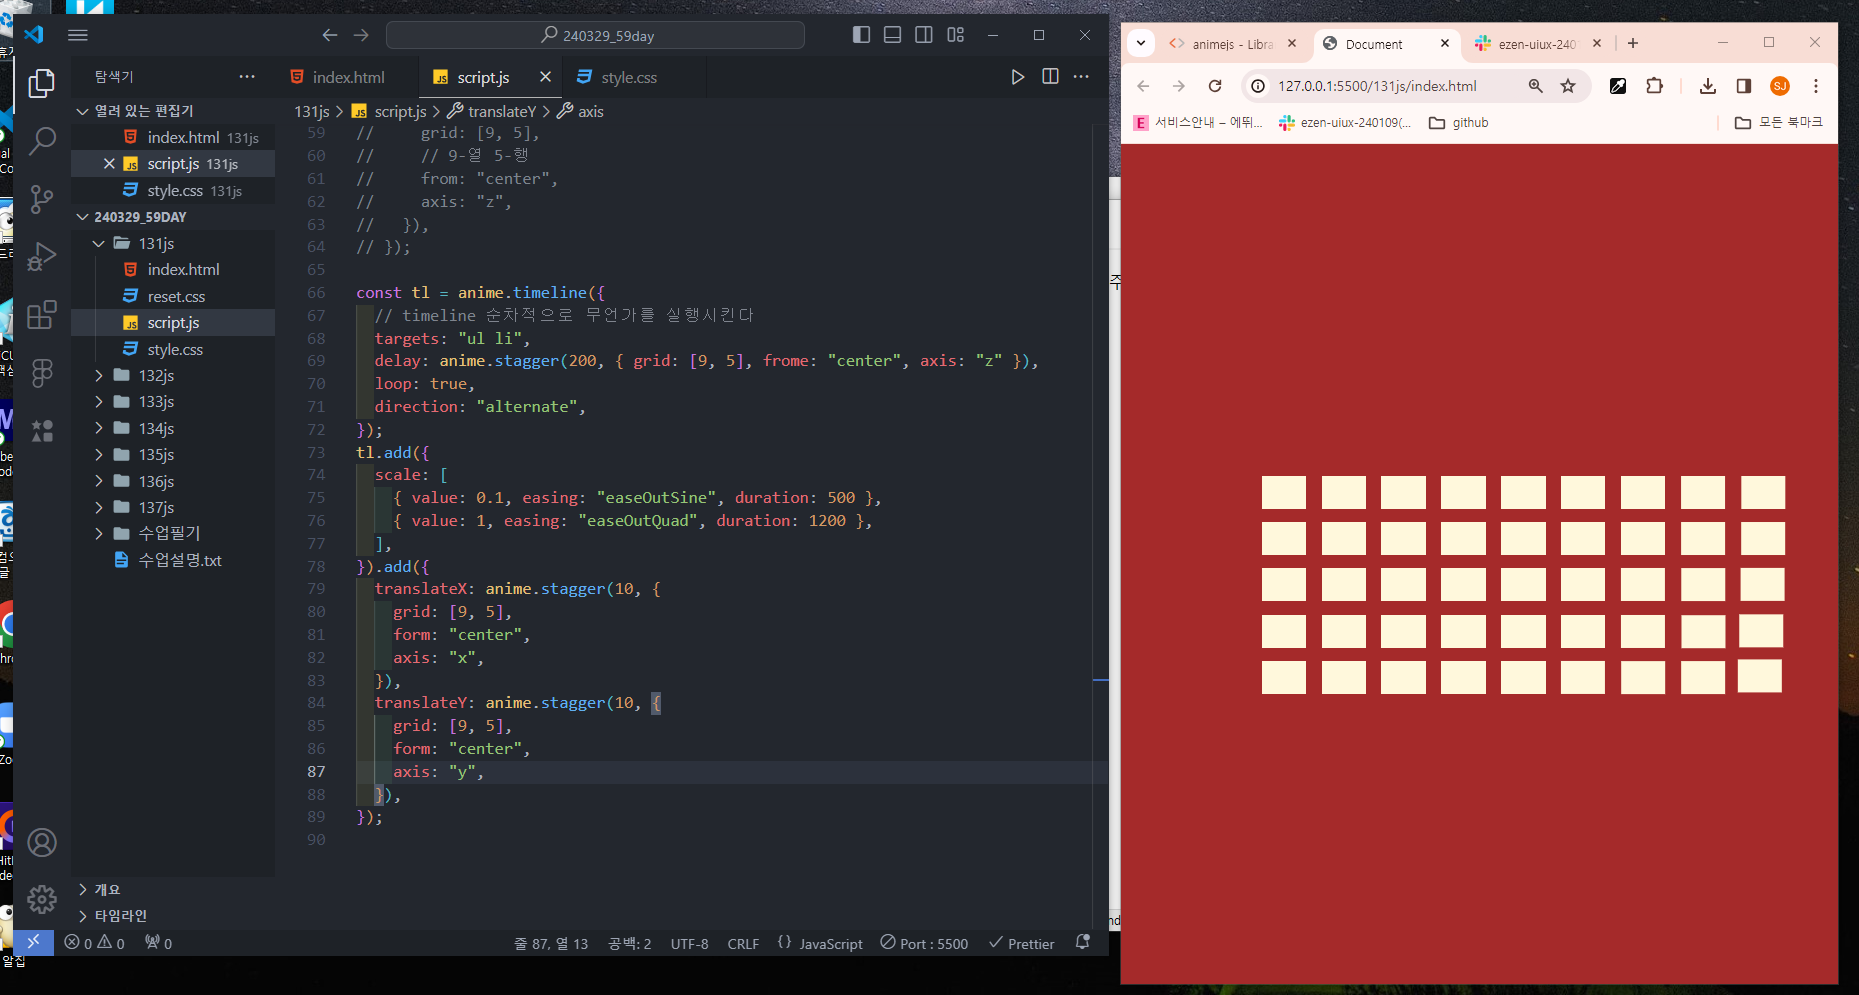 240329_59day
탐색기
index.html
script.js
style.css
열려 있는 편집기
index.html 131js
script.js 131js
style.css 131js
240329_59DAY
131js
index.html
reset.css
script.js
style.css
132js
133js
134js
135js
136js
137js
수업필기
수업설명.txt
개요
타임라인
131js > script.js > translateY > axis
59 //     grid: [9, 5],
60 //     // 9-열 5-행
61 //     from: "center",
62 //     axis: "z",
63 //   }),
64 // });
65
66 const tl = anime.timeline({
67   // timeline 순차적으로 무언가를 실행시킨다
68   targets: "ul li",
69   delay: anime.stagger(200, { grid: [9, 5], frome: "center", axis: "z" }),
70   loop: true,
71   direction: "alternate",
72 });
73 tl.add({
74   scale: [
75     { value: 0.1, easing: "easeOutSine", duration: 500 },
76     { value: 1, easing: "easeOutQuad", duration: 1200 },
77   ],
78 }).add({
79   translateX: anime.stagger(10, {
80     grid: [9, 5],
81     form: "center",
82     axis: "x",
83   }),
84   translateY: anime.stagger(10, {
85     grid: [9, 5],
86     form: "center",
87     axis: "y",
88   }),
89 });
90
0 0 0
줄 87, 열 13
공백: 2
UTF-8
CRLF
{} JavaScript
Port : 5500
Prettier
animejs - Libra
Document
ezen-uiux-240
127.0.0.1:5500/131js/index.html
SJ
서비스안내 – 에뛰...
ezen-uiux-240109(...
github
모든 북마크
알집